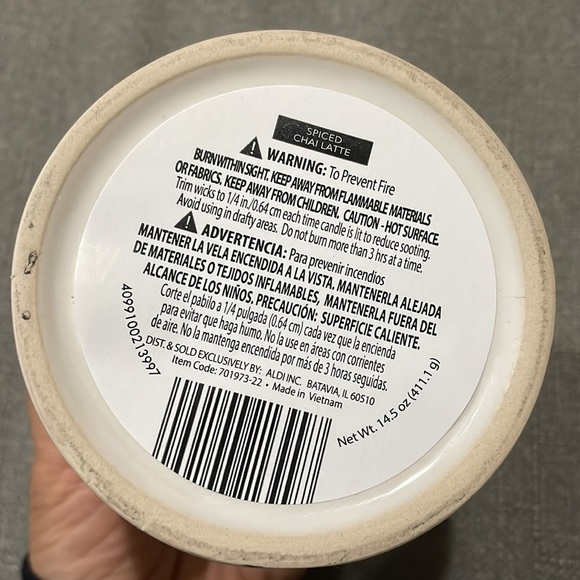 SPICED
CHAI LATTE
WARNING: To Prevent Fire
BURN WITHIN SIGHT. KEEP AWAY FROM FLAMMABLE MATERIALS
OR FABRICS. KEEP AWAY FROM CHILDREN. CAUTION - HOT SURFACE.
Trim wicks to 1/4 in./0.64 cm each time candle is lit to reduce sooting.
Avoid using in drafty areas. Do not burn more than 3 hrs at a time.
ADVERTENCIA: Para prevenir incendios
MANTENER LA VELA ENCENDIDA A LA VISTA. MANTENERLA ALEJADA
DE MATERIALES O TEJIDOS INFLAMABLES, MANTENERLA FUERA DEL
ALCANCE DE LOS NIÑOS, PRECAUCIÓN: SUPERFICIE CALIENTE.
Corte el pabilo a 1/4 pulgada (0.64 cm) cada vez que la encienda
para evitar que haga humo. No la use en áreas con corrientes
de aire. No la mantenga encendida por más de 3 horas seguidas.
DIST. & SOLD EXCLUSIVELY BY: ALDI INC. BATAVIA, IL 60510
Item Code: 701973-22 • Made in Vietnam
4099100213997
Net Wt. 14.5 oz (411.1 g)